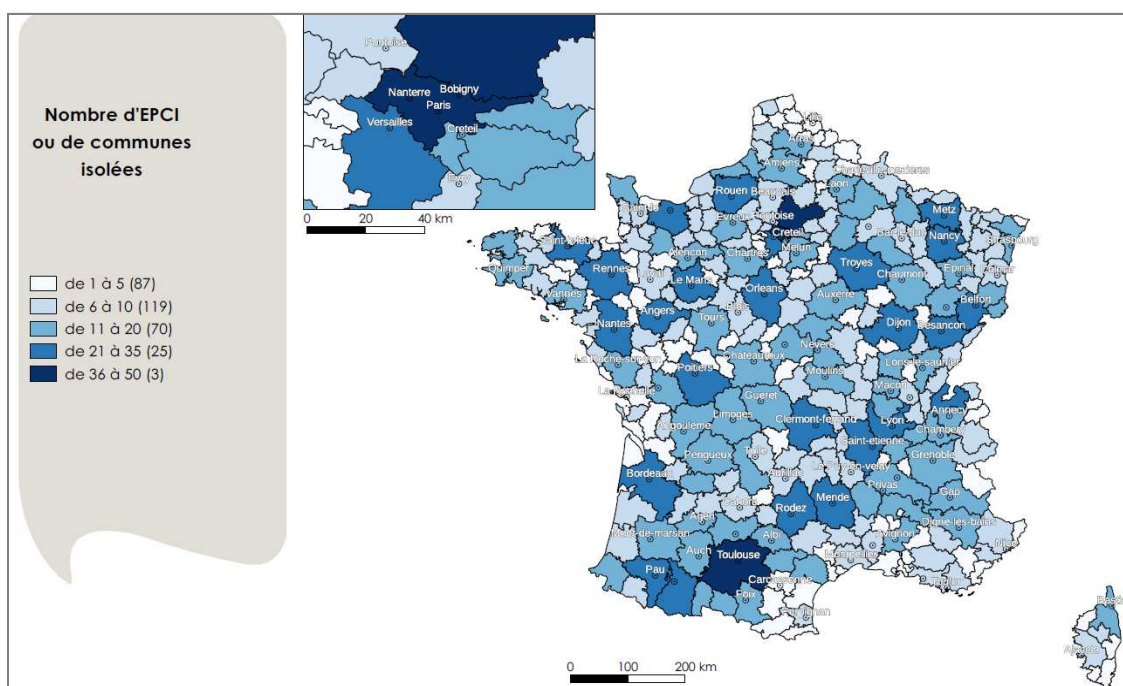 Nombre d'EPCI
ou de communes
isolées
de 1 à 5 (87)
de 6 à 10 (119)
de 11 à 20 (70)
de 21 à 35 (25)
de 36 à 50 (3)
Pontoise
Nanterre
Bobigny
Paris
Versailles
Creteil
Evry
0 20 40 km
Lille
Arras
Amiens
Charleville-mezieres
Laon
Rouen
Beauvais
Metz
Evreux
Pontoise
Creteil
Bar-le-duc
Nancy
Strasbourg
Saint-brieuc
Alencon
Chartres
Melun
Troyes
Epinal
Colmar
Quimper
Rennes
Laval
Le Mans
Chaumont
Vannes
Orleans
Auxerre
Belfort
Angers
Blois
Tours
Dijon
Besancon
Nantes
Nevers
Chateauroux
Lons-le-saunier
La Roche-sur-yon
Poitiers
Moulins
Macon
La Rochelle
Gueret
Limoges
Clermont-ferrand
Lyon
Annecy
Angouleme
Chambery
Saint-etienne
Perigueux
Tulle
Grenoble
Aurillac
Le Puy-en-velay
Bordeaux
Privas
Cahors
Rodez
Mende
Gap
Agen
Digne-les-bains
Mont-de-marsan
Albi
Avignon
Auch
Toulouse
Montpellier
Nice
Pau
Carcassonne
Toulon
Foix
Perpignan
Bastia
Ajaccio
0 100 200 km